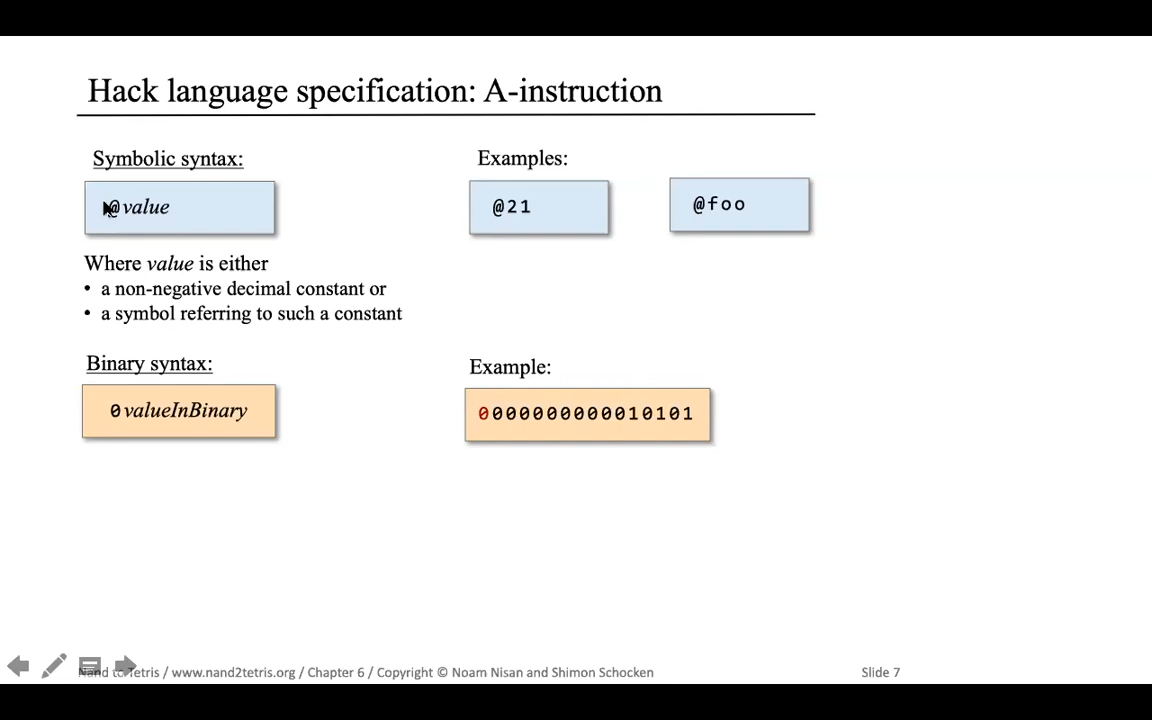 Hack language specification: A-instruction
Symbolic syntax:
@value
Where value is either
• a non-negative decimal constant or
• a symbol referring to such a constant
Examples:
@21
@foo
Binary syntax:
0valueInBinary
Example:
0000000000010101
Nand to Tetris / www.nand2tetris.org / Chapter 6 / Copyright © Noam Nisan and Shimon Schocken
Slide 7